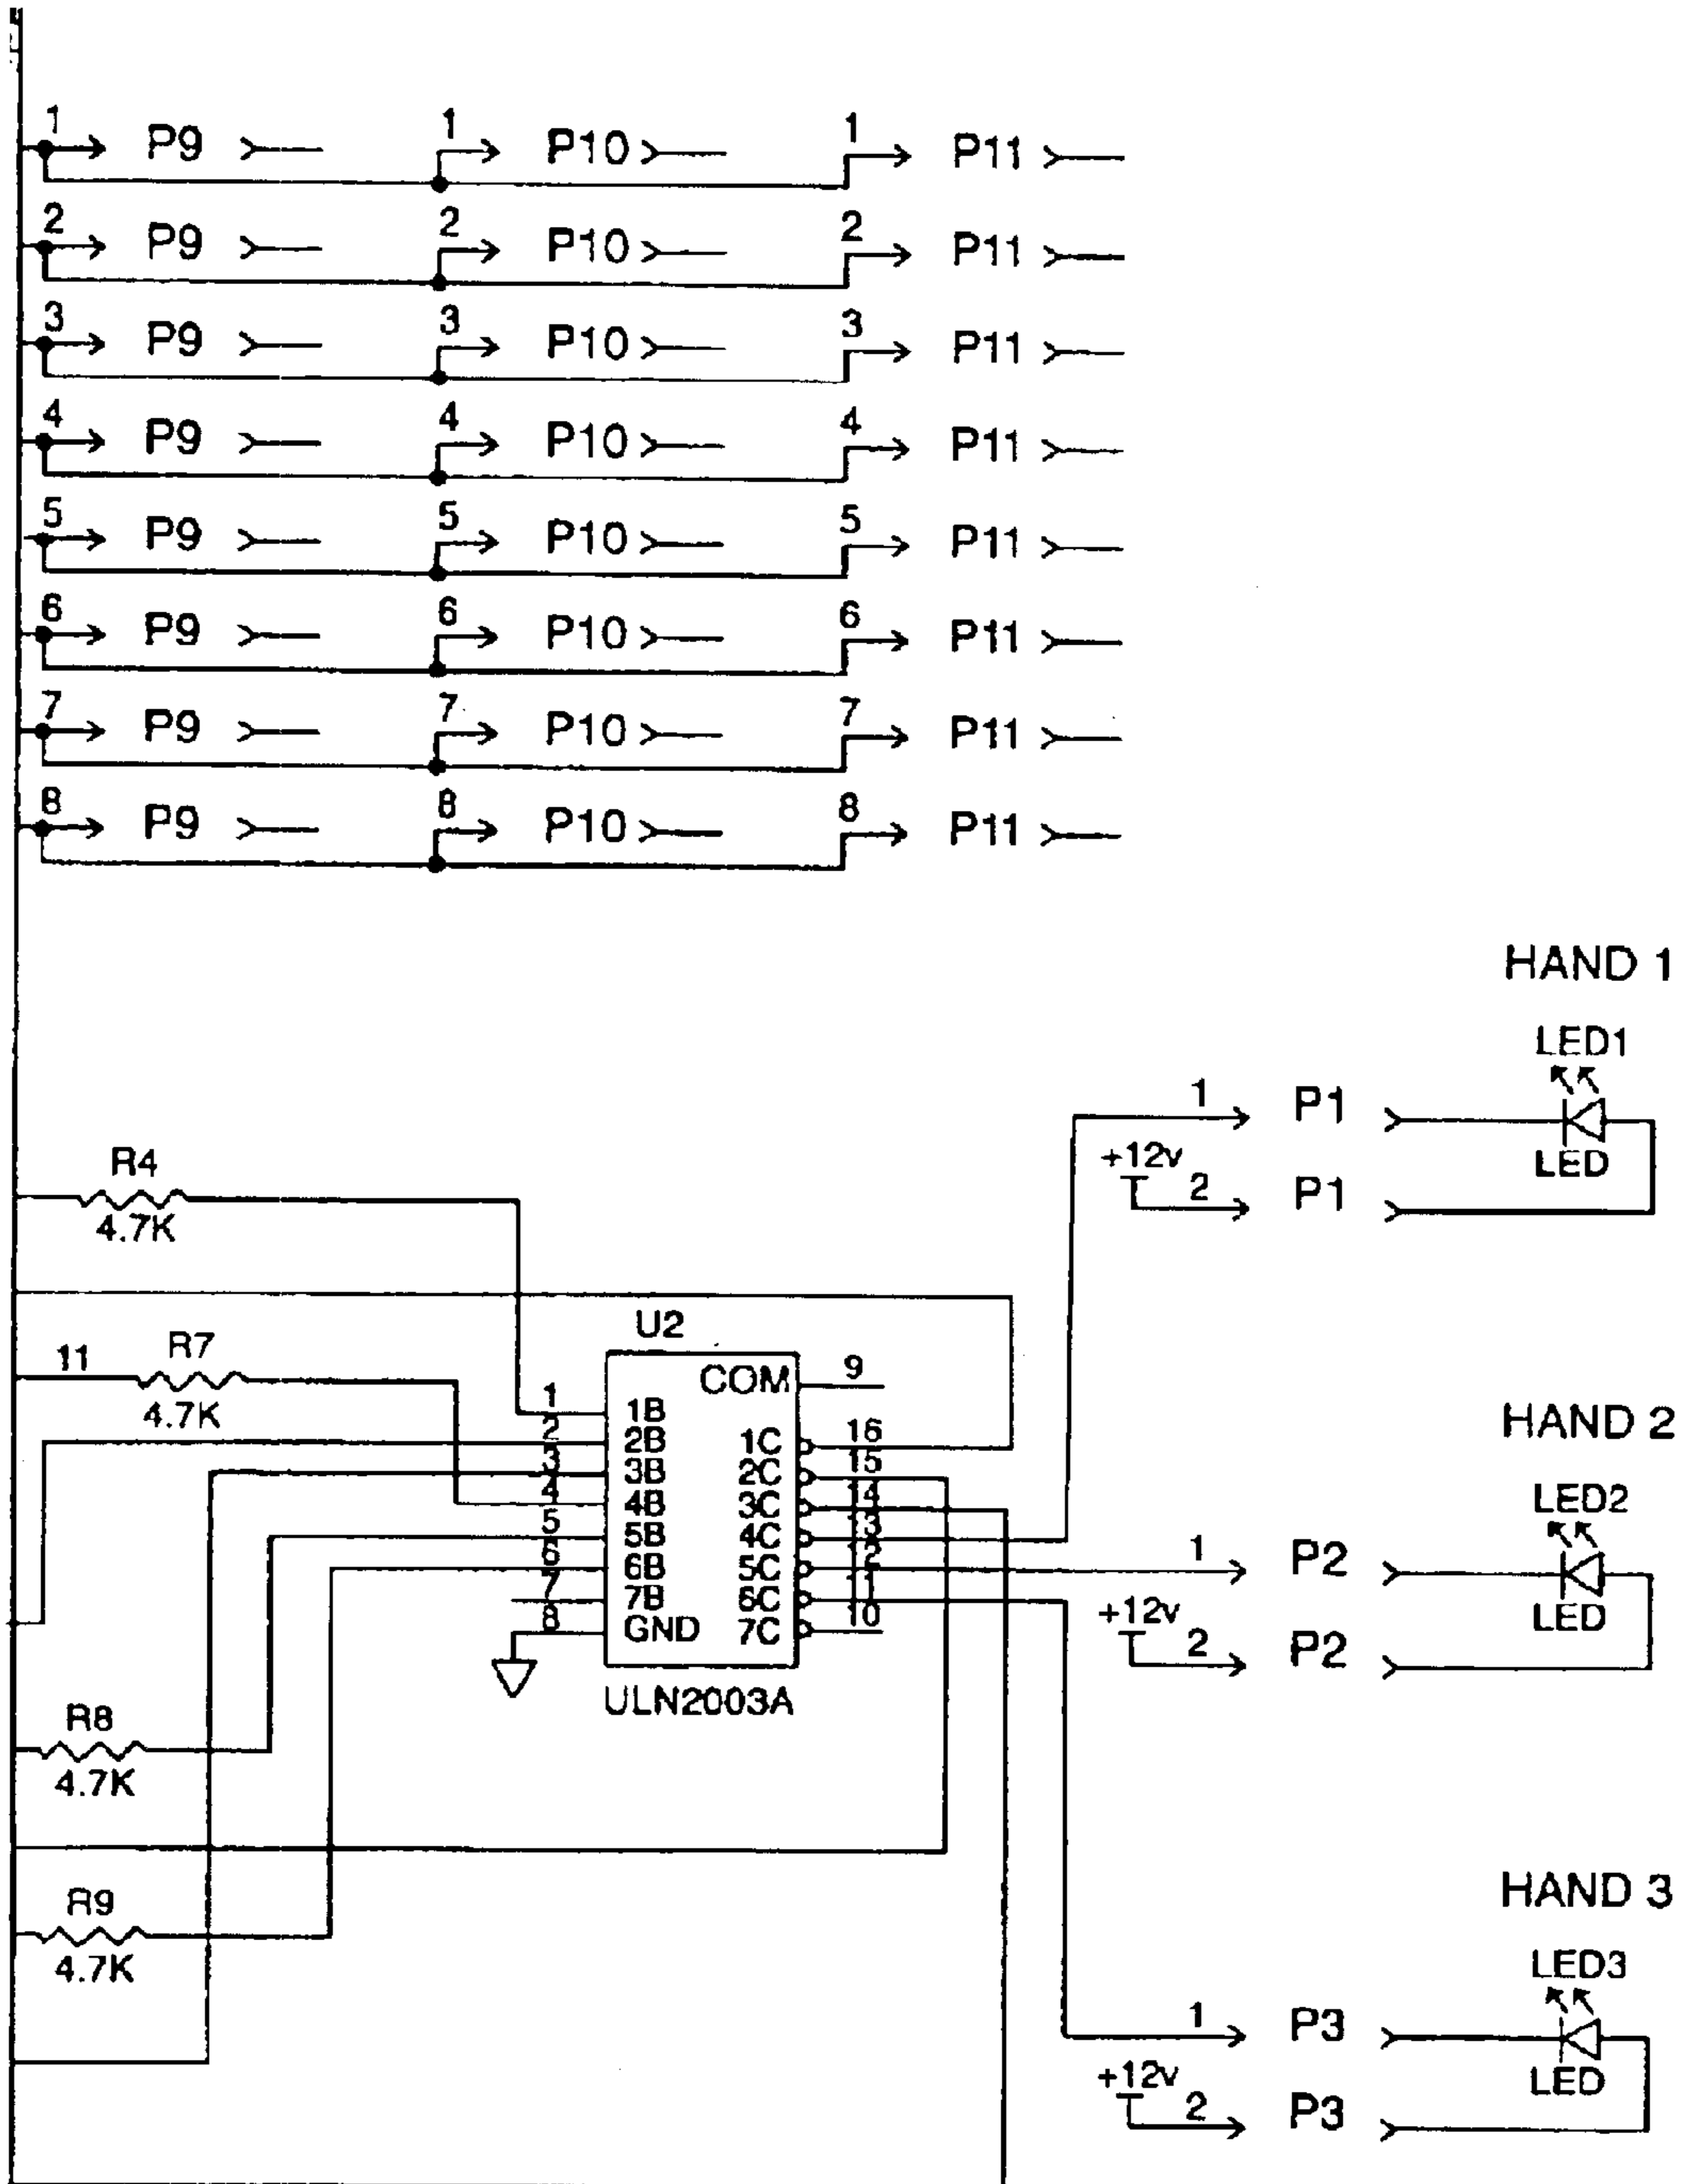 1 P9 1 P10 1 P11
2 P9 2 P10 2 P11
3 P9 3 P10 3 P11
4 P9 4 P10 4 P11
5 P9 5 P10 5 P11
6 P9 6 P10 6 P11
7 P9 7 P10 7 P11
8 P9 8 P10 8 P11
HAND 1
LED1
1 P1
LED
+12v
2 P1
R4
4.7K
U2
11 R7
4.7K
COM 9
1 1B
2 2B 1C 16
3 3B 2C 15
4 4B 3C 14
5 5B 4C 13
6 6B 5C 12
7 7B 6C 11
8 GND 7C 10
ULN2003A
HAND 2
LED2
1 P2
LED
+12v
2 P2
R8
4.7K
R9
4.7K
HAND 3
LED3
1 P3
LED
+12v
2 P3